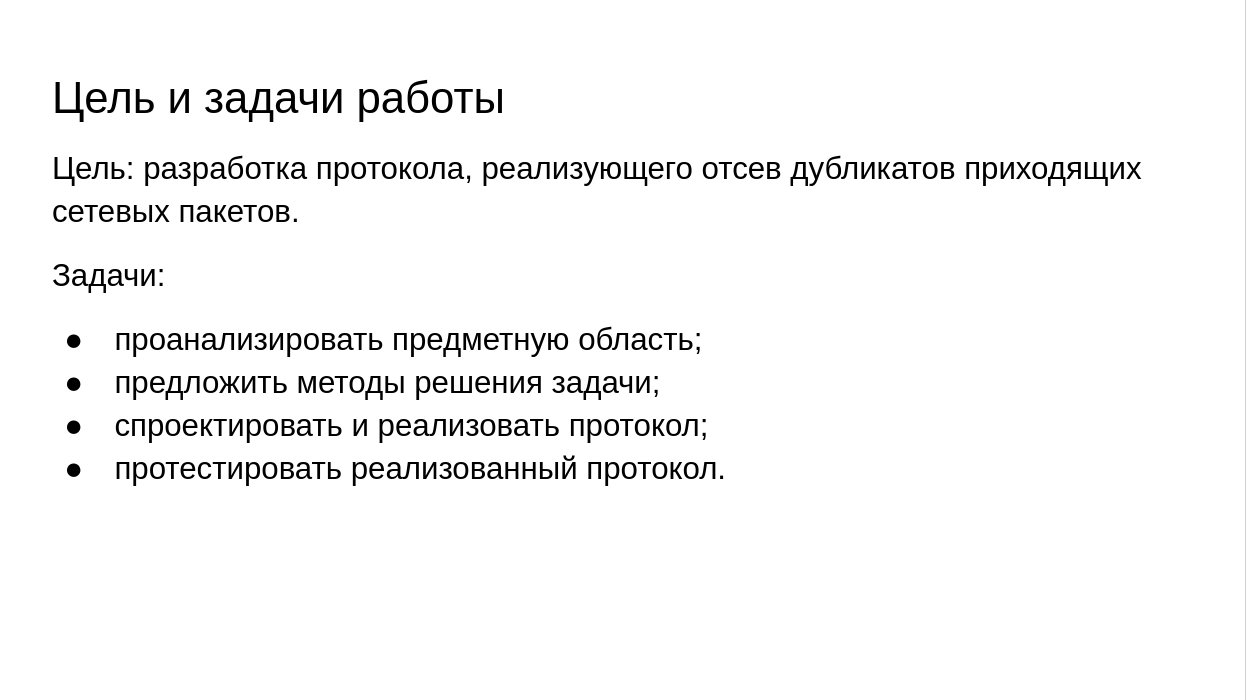 Цель и задачи работы
Цель: разработка протокола, реализующего отсев дубликатов приходящих
сетевых пакетов.
Задачи:
● проанализировать предметную область;
● предложить методы решения задачи;
● спроектировать и реализовать протокол;
● протестировать реализованный протокол.